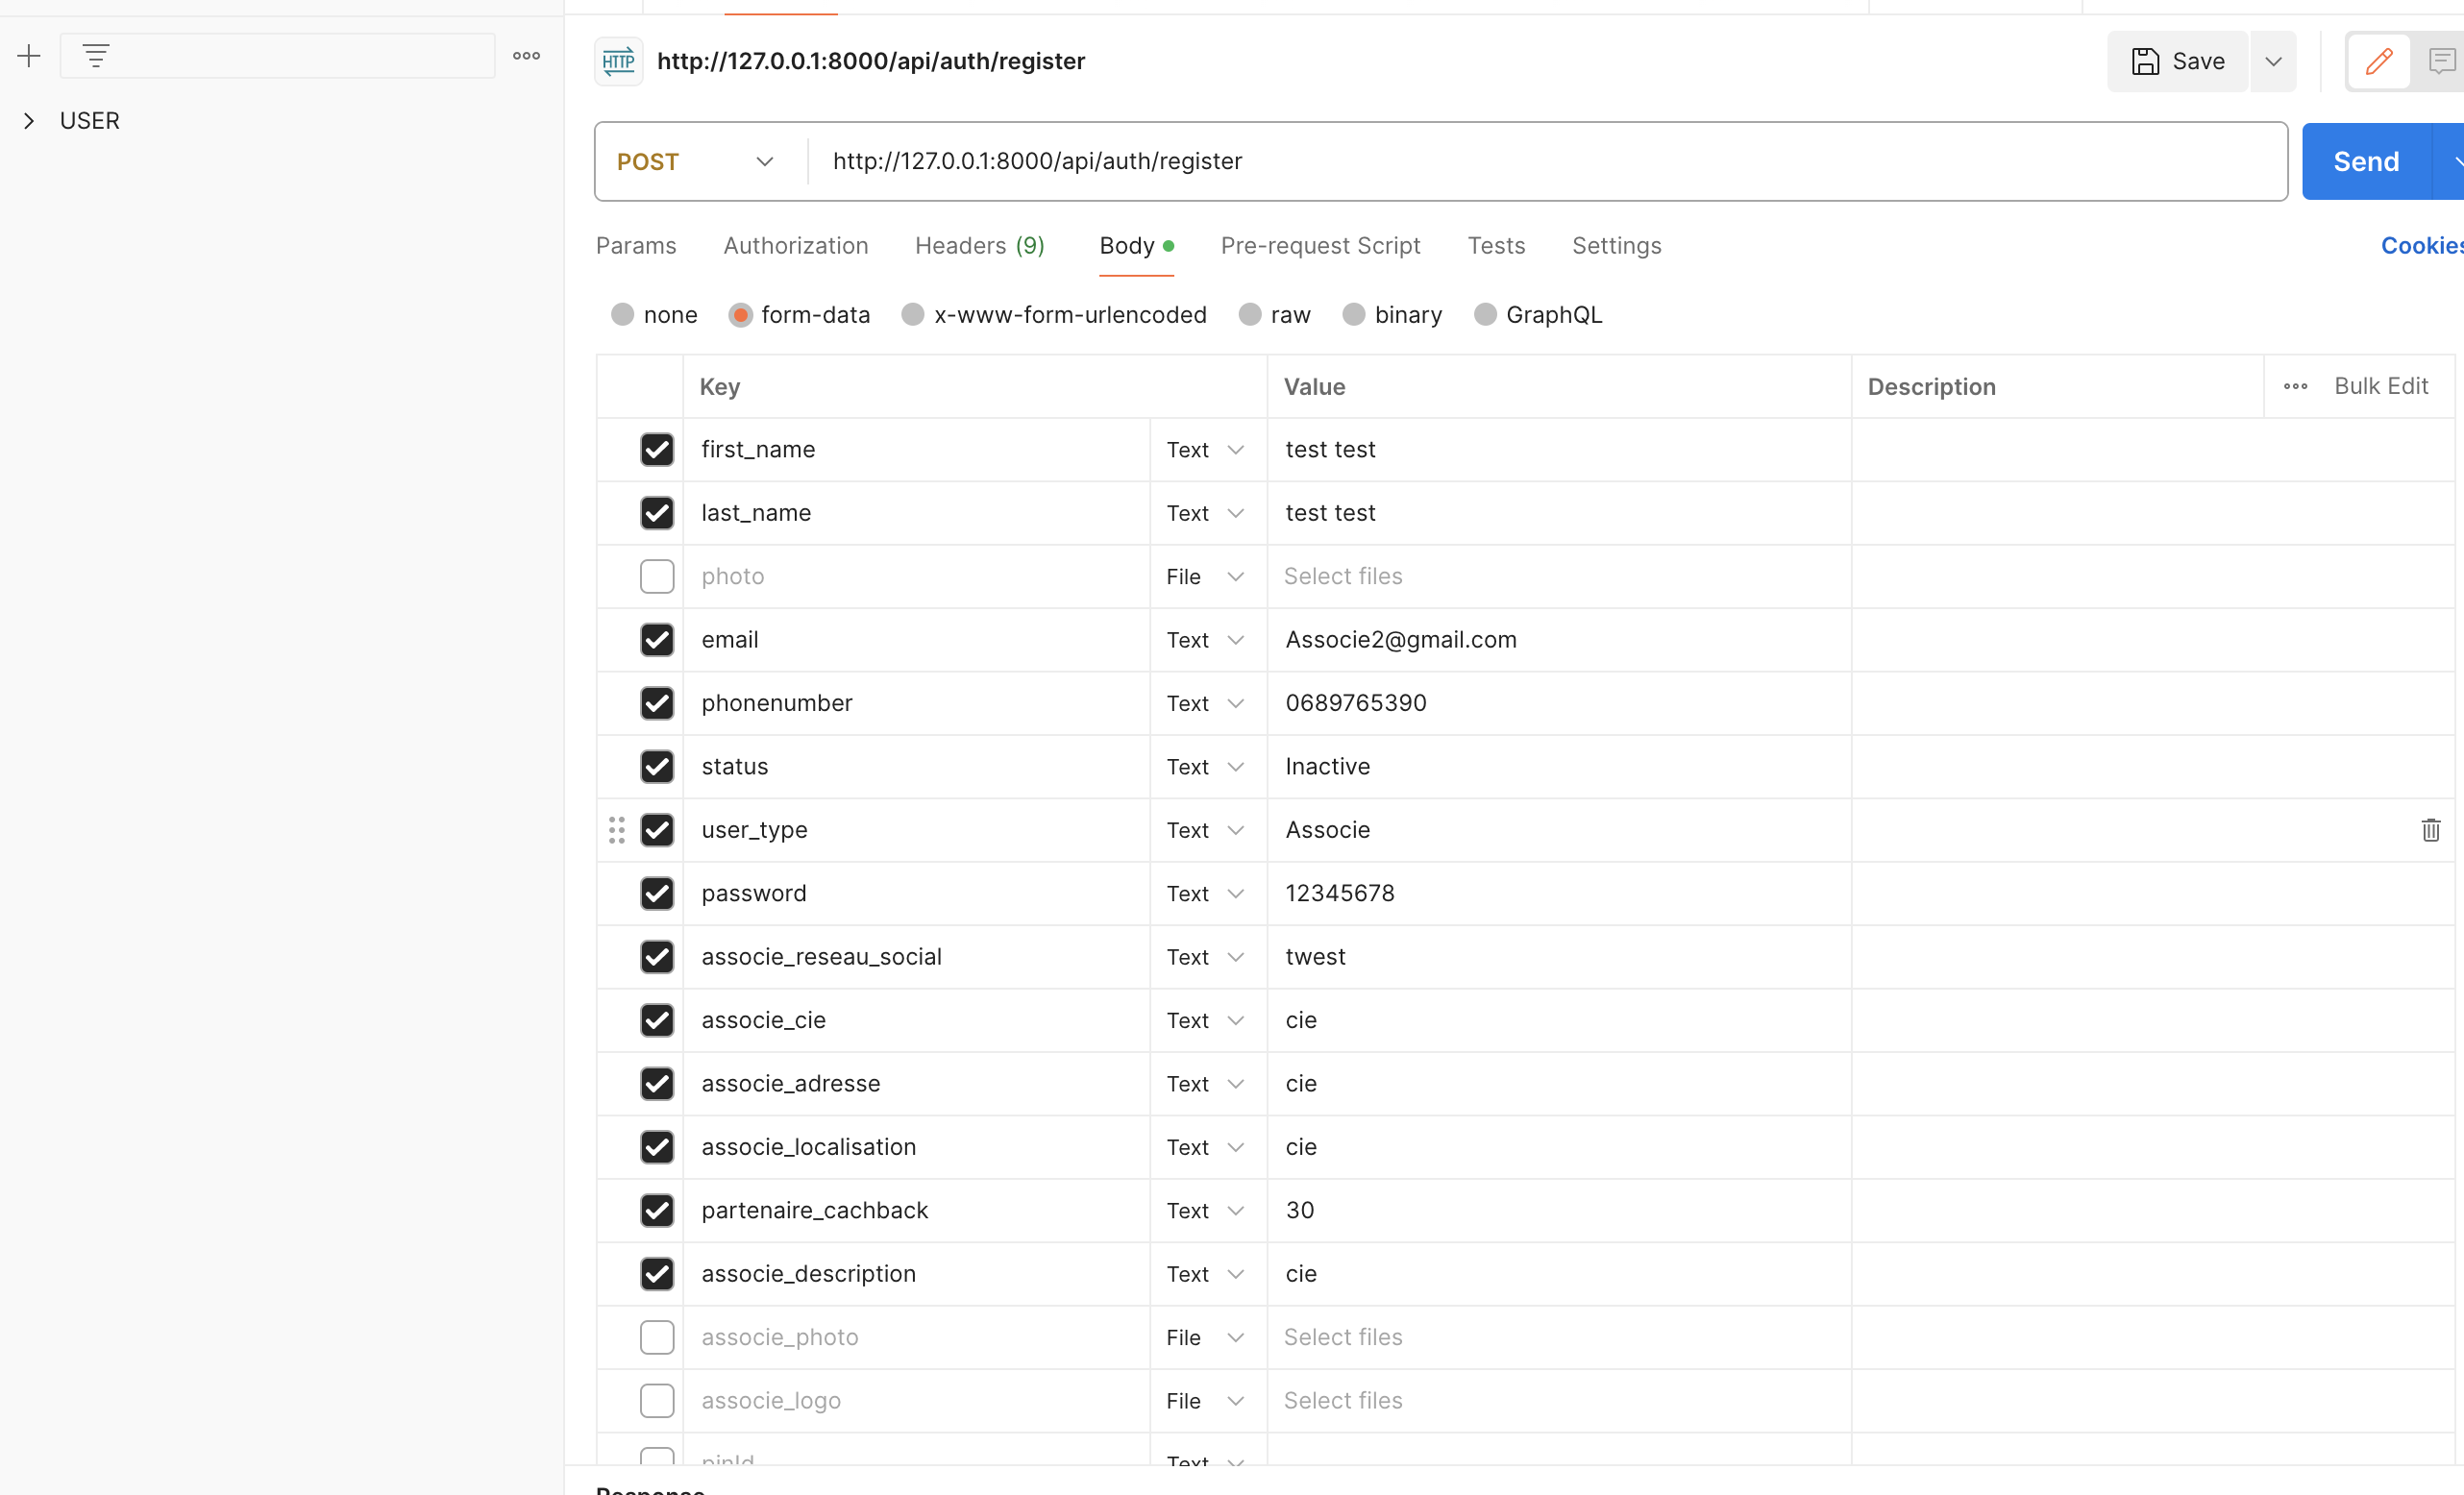 HTTP http://127.0.0.1:8000/api/auth/register Save
USER
POST http://127.0.0.1:8000/api/auth/register Send
Params Authorization Headers (9) Body Pre-request Script Tests Settings Cookies
none form-data x-www-form-urlencoded raw binary GraphQL
Key Value Description Bulk Edit
first_name Text test test
last_name Text test test
photo File Select files
email Text Associe2@gmail.com
phonenumber Text 0689765390
status Text Inactive
user_type Text Associe
password Text 12345678
associe_reseau_social Text twest
associe_cie Text cie
associe_adresse Text cie
associe_localisation Text cie
partenaire_cachback Text 30
associe_description Text cie
associe_photo File Select files
associe_logo File Select files
pinId Text
Response